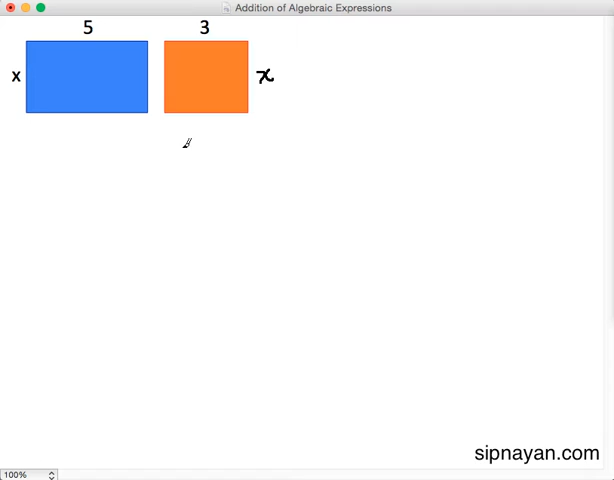 Addition of Algebraic Expressions
5 3
x x
sipnayan.com
100%